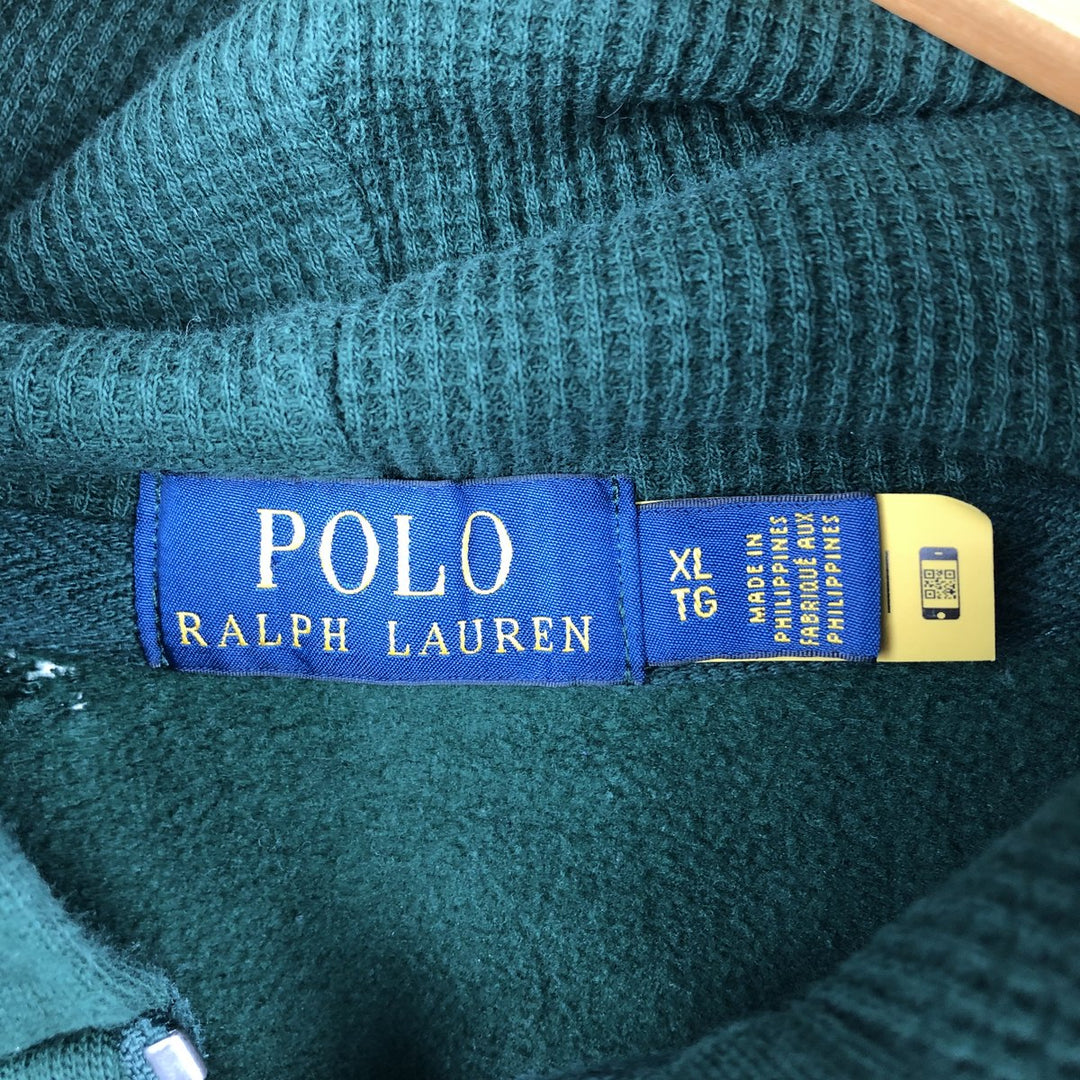 POLO
RALPH LAUREN
XL
TG
MADE IN
PHILIPPINES
FABRIQUÉ AUX
PHILIPPINES